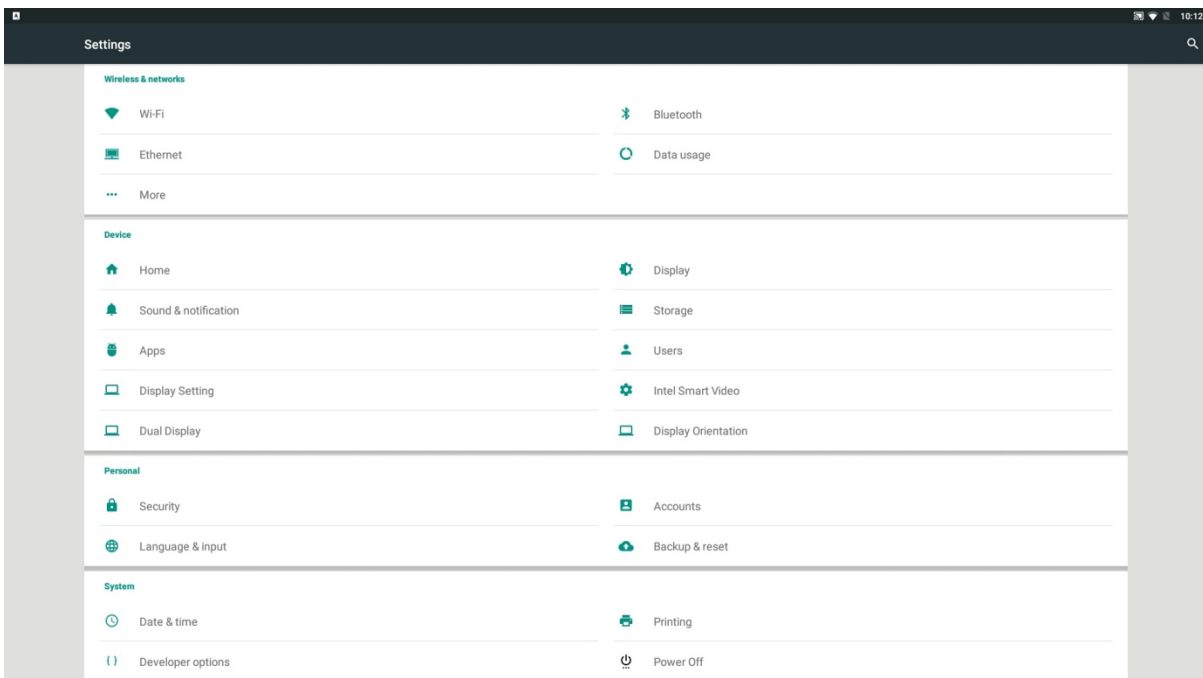 10:12
Settings
Wireless & networks
Wi-Fi
Bluetooth
Ethernet
Data usage
More
Device
Home
Display
Sound & notification
Storage
Apps
Users
Display Setting
Intel Smart Video
Dual Display
Display Orientation
Personal
Security
Accounts
Language & input
Backup & reset
System
Date & time
Printing
{ } Developer options
Power Off